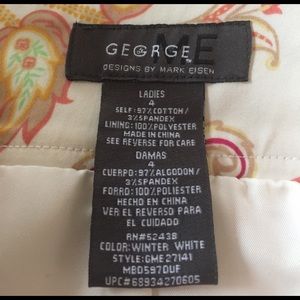 GEORGE ME
DESIGNS BY MARK EISEN
LADIES
4
SELF: 97% COTTON /
3% SPANDEX
LINING: 100% POLYESTER
MADE IN CHINA
SEE REVERSE FOR CARE
DAMAS
4
CUERPO: 97% ALGODON /
3% SPANDEX
FORRO: 100% POLIESTER
HECHO EN CHINA
VER EL REVERSO PARA
EL CUIDADO
RN# 52438
COLOR: WINTER WHITE
STYLE: GME27141
MBD5970UF
UPC# 68934270605